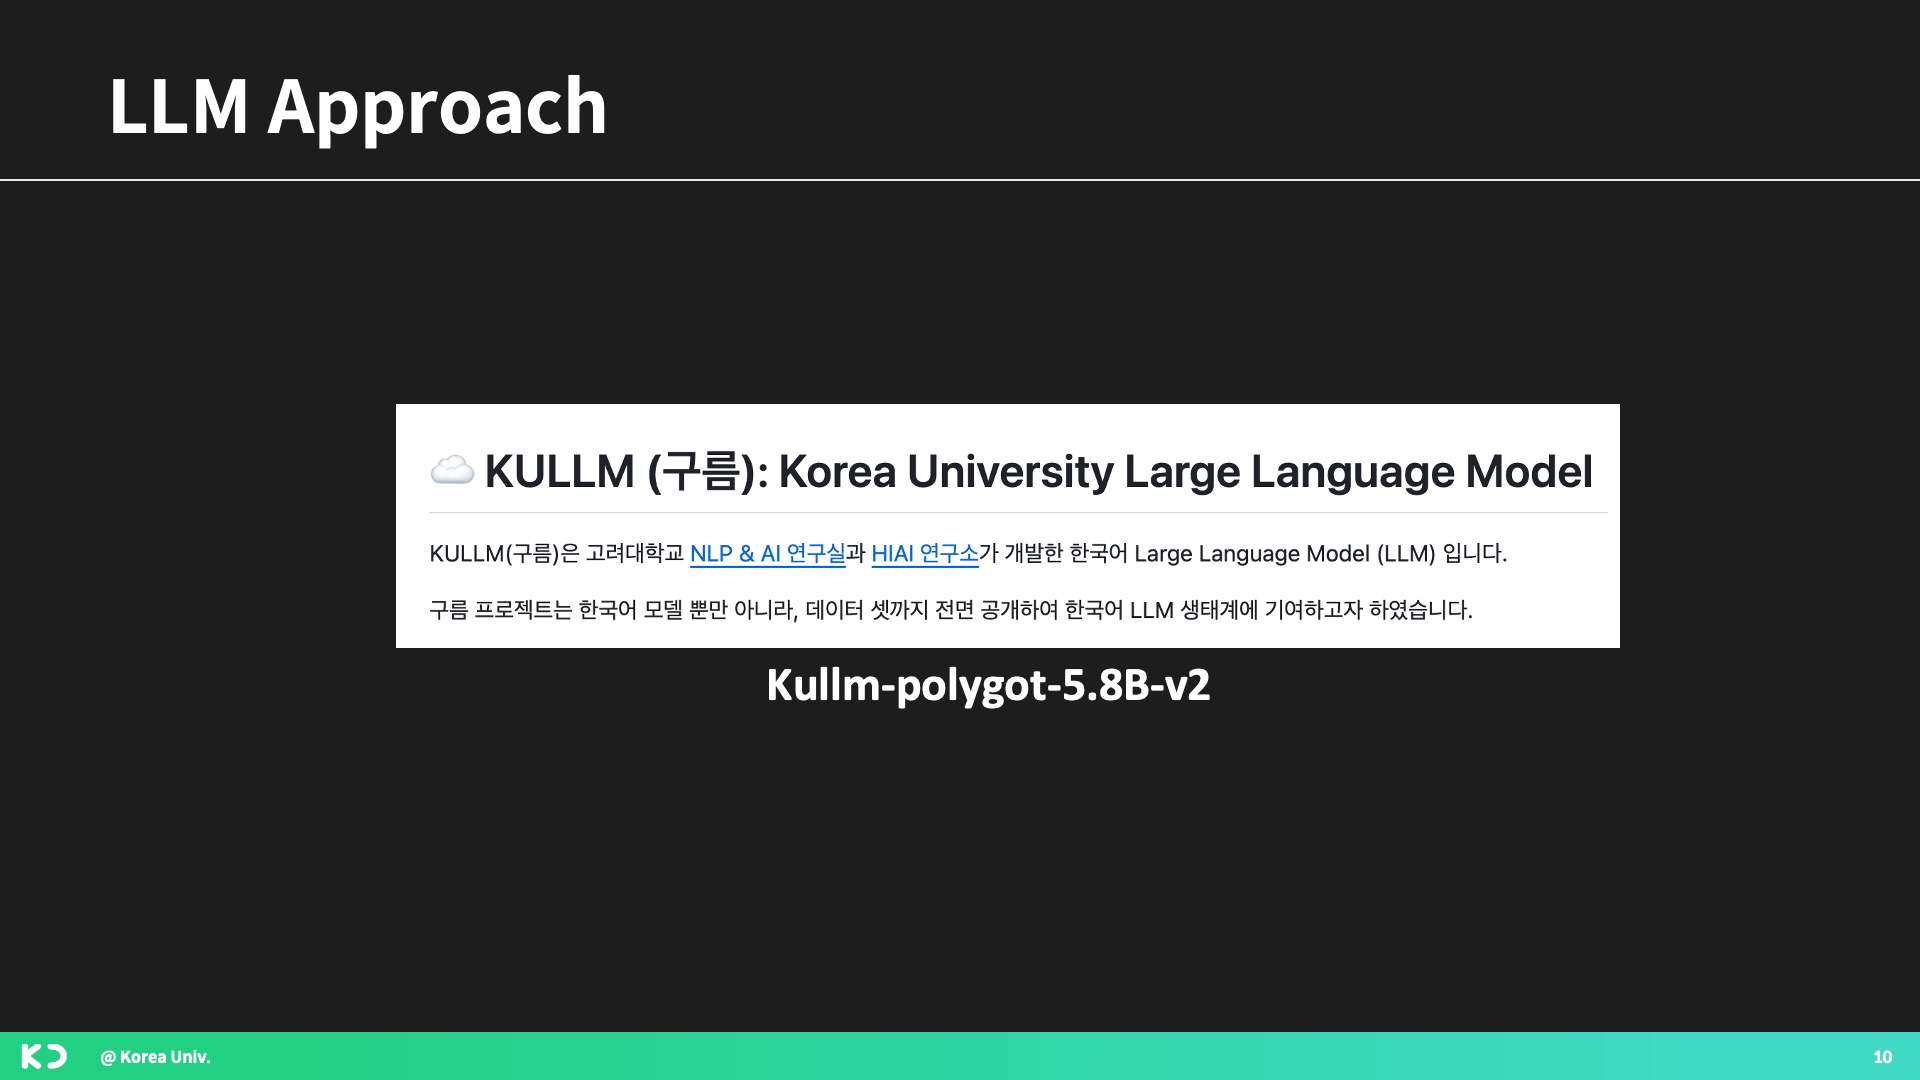 LLM Approach
KULLM (구름): Korea University Large Language Model
KULLM(구름)은 고려대학교 NLP & AI 연구실과 HIAI 연구소가 개발한 한국어 Large Language Model (LLM) 입니다.
구름 프로젝트는 한국어 모델 뿐만 아니라, 데이터 셋까지 전면 공개하여 한국어 LLM 생태계에 기여하고자 하였습니다.
Kullm-polygot-5.8B-v2
@ Korea Univ.
10